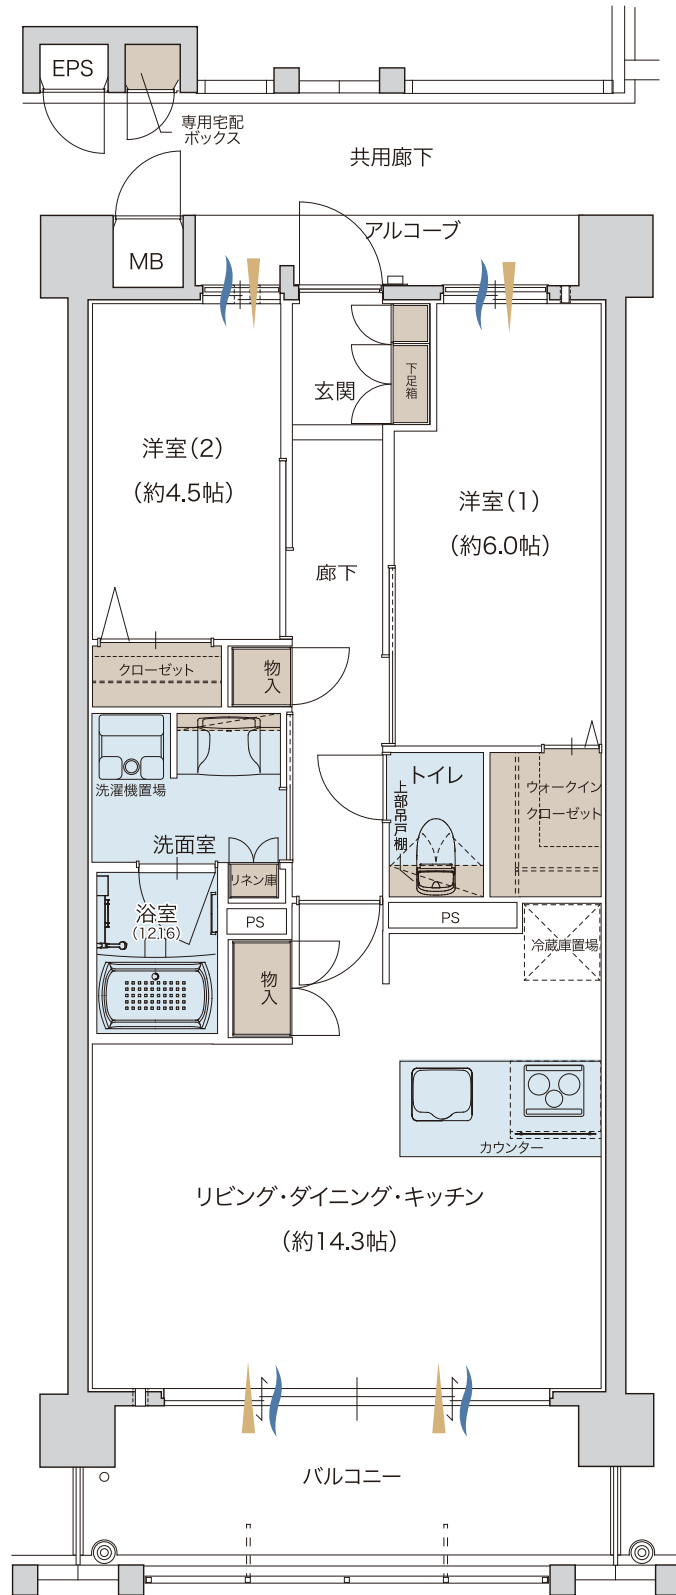 EPS
専用宅配
ボックス
共用廊下
アルコーブ
MB
玄関
下足箱
洋室(2)
(約4.5帖)
洋室(1)
(約6.0帖)
廊下
クローゼット
物入
トイレ
上部吊戸棚
ウォークイン
クローゼット
洗濯機置場
洗面室
リネン庫
浴室
(1216)
PS
PS
冷蔵庫置場
物入
カウンター
リビング・ダイニング・キッチン
(約14.3帖)
バルコニー